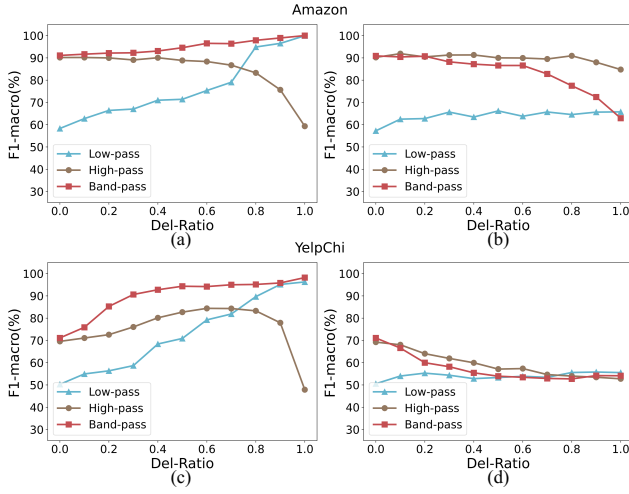 Amazon
100
90
80
70
60
50
40
30
F1-macro(%)
Low-pass
High-pass
Band-pass
0.0 0.2 0.4 0.6 0.8 1.0
Del-Ratio
(a)
100
90
80
70
60
50
40
30
F1-macro(%)
Low-pass
High-pass
Band-pass
0.0 0.2 0.4 0.6 0.8 1.0
Del-Ratio
(b)
YelpChi
100
90
80
70
60
50
40
30
F1-macro(%)
Low-pass
High-pass
Band-pass
0.0 0.2 0.4 0.6 0.8 1.0
Del-Ratio
(c)
100
90
80
70
60
50
40
30
F1-macro(%)
Low-pass
High-pass
Band-pass
0.0 0.2 0.4 0.6 0.8 1.0
Del-Ratio
(d)